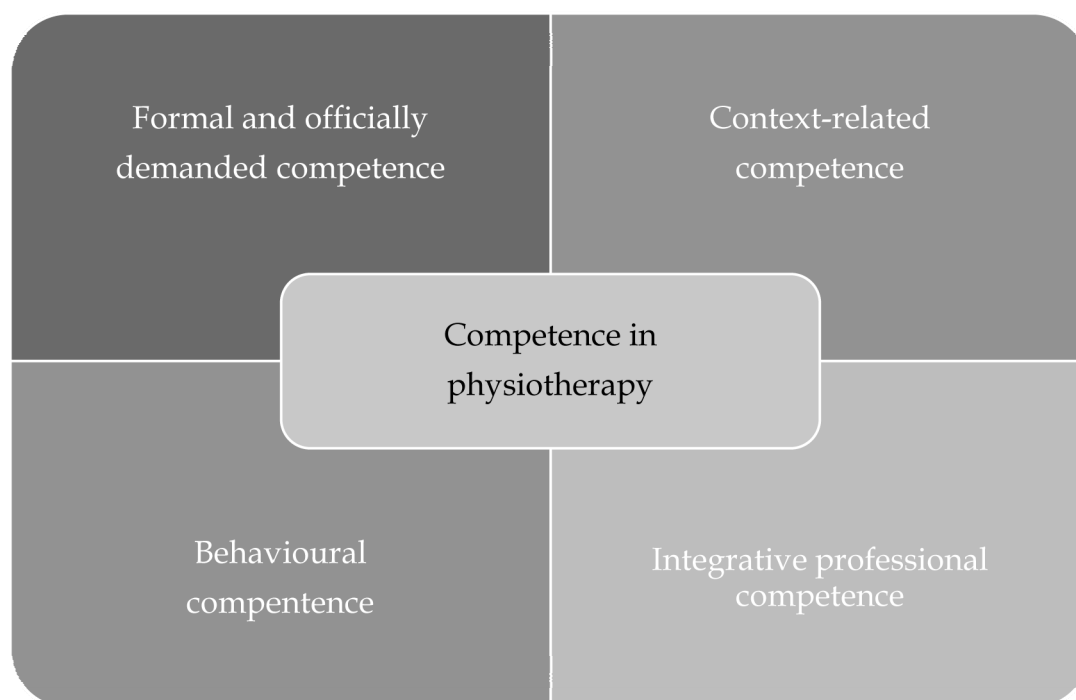 Formal and officially
demanded competence
Context-related
competence
Competence in
physiotherapy
Behavioural
compentence
Integrative professional
competence